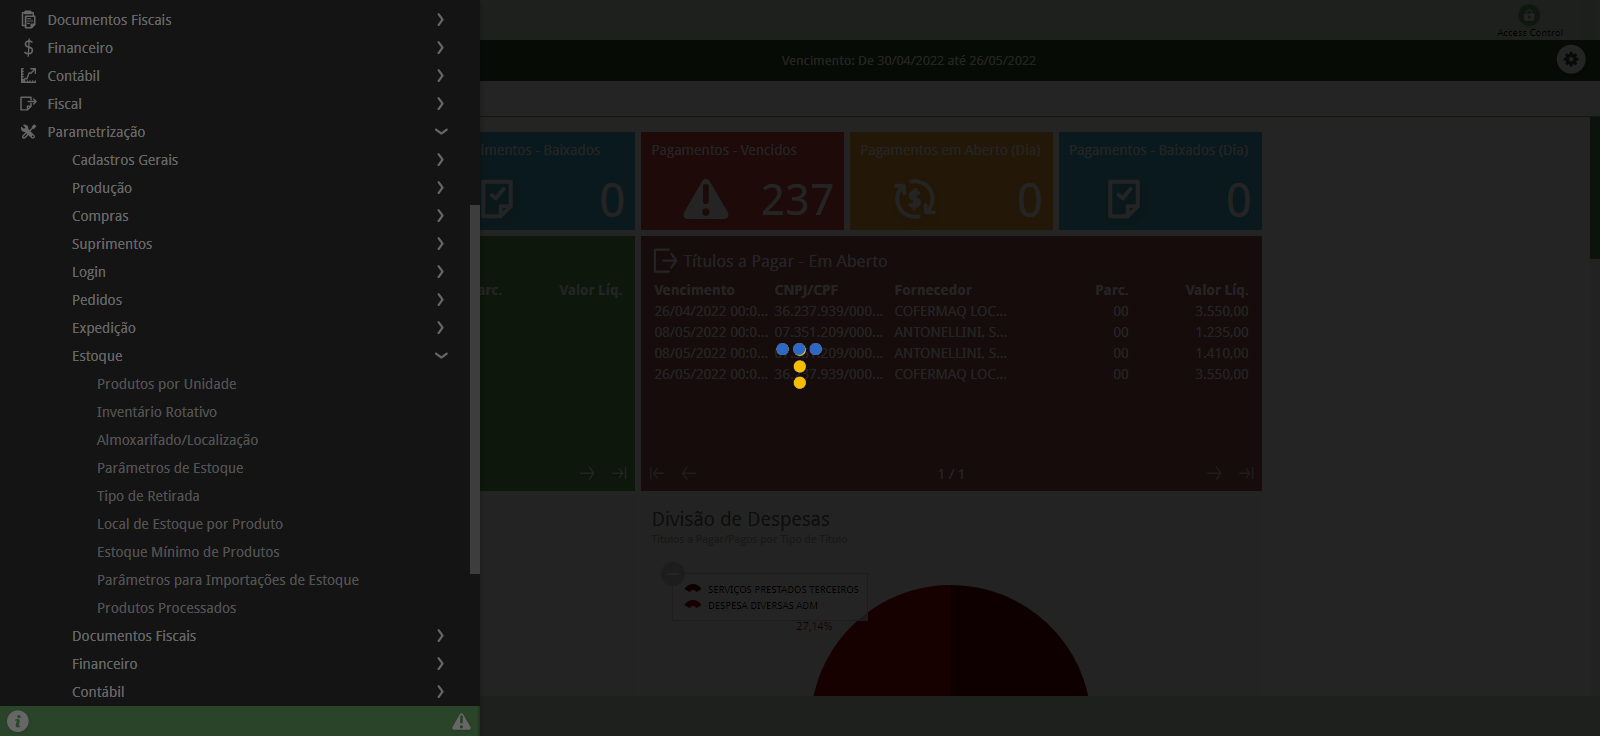 Documentos Fiscais
Financeiro
Contábil
Fiscal
Parametrização
Cadastros Gerais
Produção
Compras
Suprimentos
Login
Pedidos
Expedição
Estoque
Produtos por Unidade
Inventário Rotativo
Almoxarifado/Localização
Parâmetros de Estoque
Tipo de Retirada
Local de Estoque por Produto
Estoque Mínimo de Produtos
Parâmetros para Importações de Estoque
Produtos Processados
Documentos Fiscais
Financeiro
Contábil
Access Control
Vencimento: De 30/04/2022 até 26/05/2022
imentos - Baixados
0
Pagamentos - Vencidos
237
Pagamentos em Aberto (Dia)
0
Pagamentos - Baixados (Dia)
0
arc. Valor Líq.
Títulos a Pagar - Em Aberto
Vencimento CNPJ/CPF Fornecedor Parc. Valor Líq.
26/04/2022 00:0... 36.237.939/000... COFERMAQ LOC... 00 3.550,00
08/05/2022 00:0... 07.351.209/000... ANTONELLINI, S... 00 1.235,00
08/05/2022 00:0... 07.351.209/000... ANTONELLINI, S... 00 1.410,00
26/05/2022 00:0... 36.237.939/000... COFERMAQ LOC... 00 3.550,00
1 / 1
Divisão de Despesas
Títulos a Pagar/Pagos por Tipo de Título
SERVIÇOS PRESTADOS TERCEIROS
DESPESA DIVERSAS ADM
27,14%